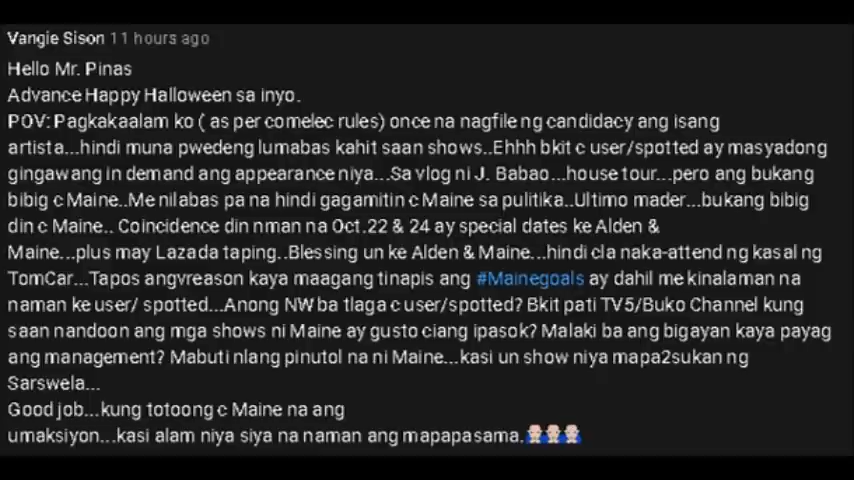 Vangie Sison 11 hours ago
Hello Mr. Pinas
Advance Happy Halloween sa inyo.
POV: Pagkakaalam ko ( as per comelec rules) once na nagfile ng candidacy ang isang
artista...hindi muna pwedeng lumabas kahit saan shows..Ehhh bkit c user/spotted ay masyadong
gingawang in demand ang appearance niya...Sa vlog ni J. Babao...house tour...pero ang bukang
bibig c Maine..Me nilabas pa na hindi gagamitin c Maine sa pulitika..Ultimo mader...bukang bibig
din c Maine.. Coincidence din nman na Oct.22 & 24 ay special dates ke Alden &
Maine...plus may Lazada taping..Blessing un ke Alden & Maine...hindi cla naka-attend ng kasal ng
TomCar...Tapos angvreason kaya maagang tinapis ang #Mainegoals ay dahil me kinalaman na
naman ke user/ spotted...Anong NW ba tlaga c user/spotted? Bkit pati TV5/Buko Channel kung
saan nandoon ang mga shows ni Maine ay gusto ciang ipasok? Malaki ba ang bigayan kaya payag
ang management? Mabuti nlang pinutol na ni Maine...kasi un show niya mapa2sukan ng
Sarswela...
Good job...kung totoong c Maine na ang
umaksiyon...kasi alam niya siya na naman ang mapapasama.